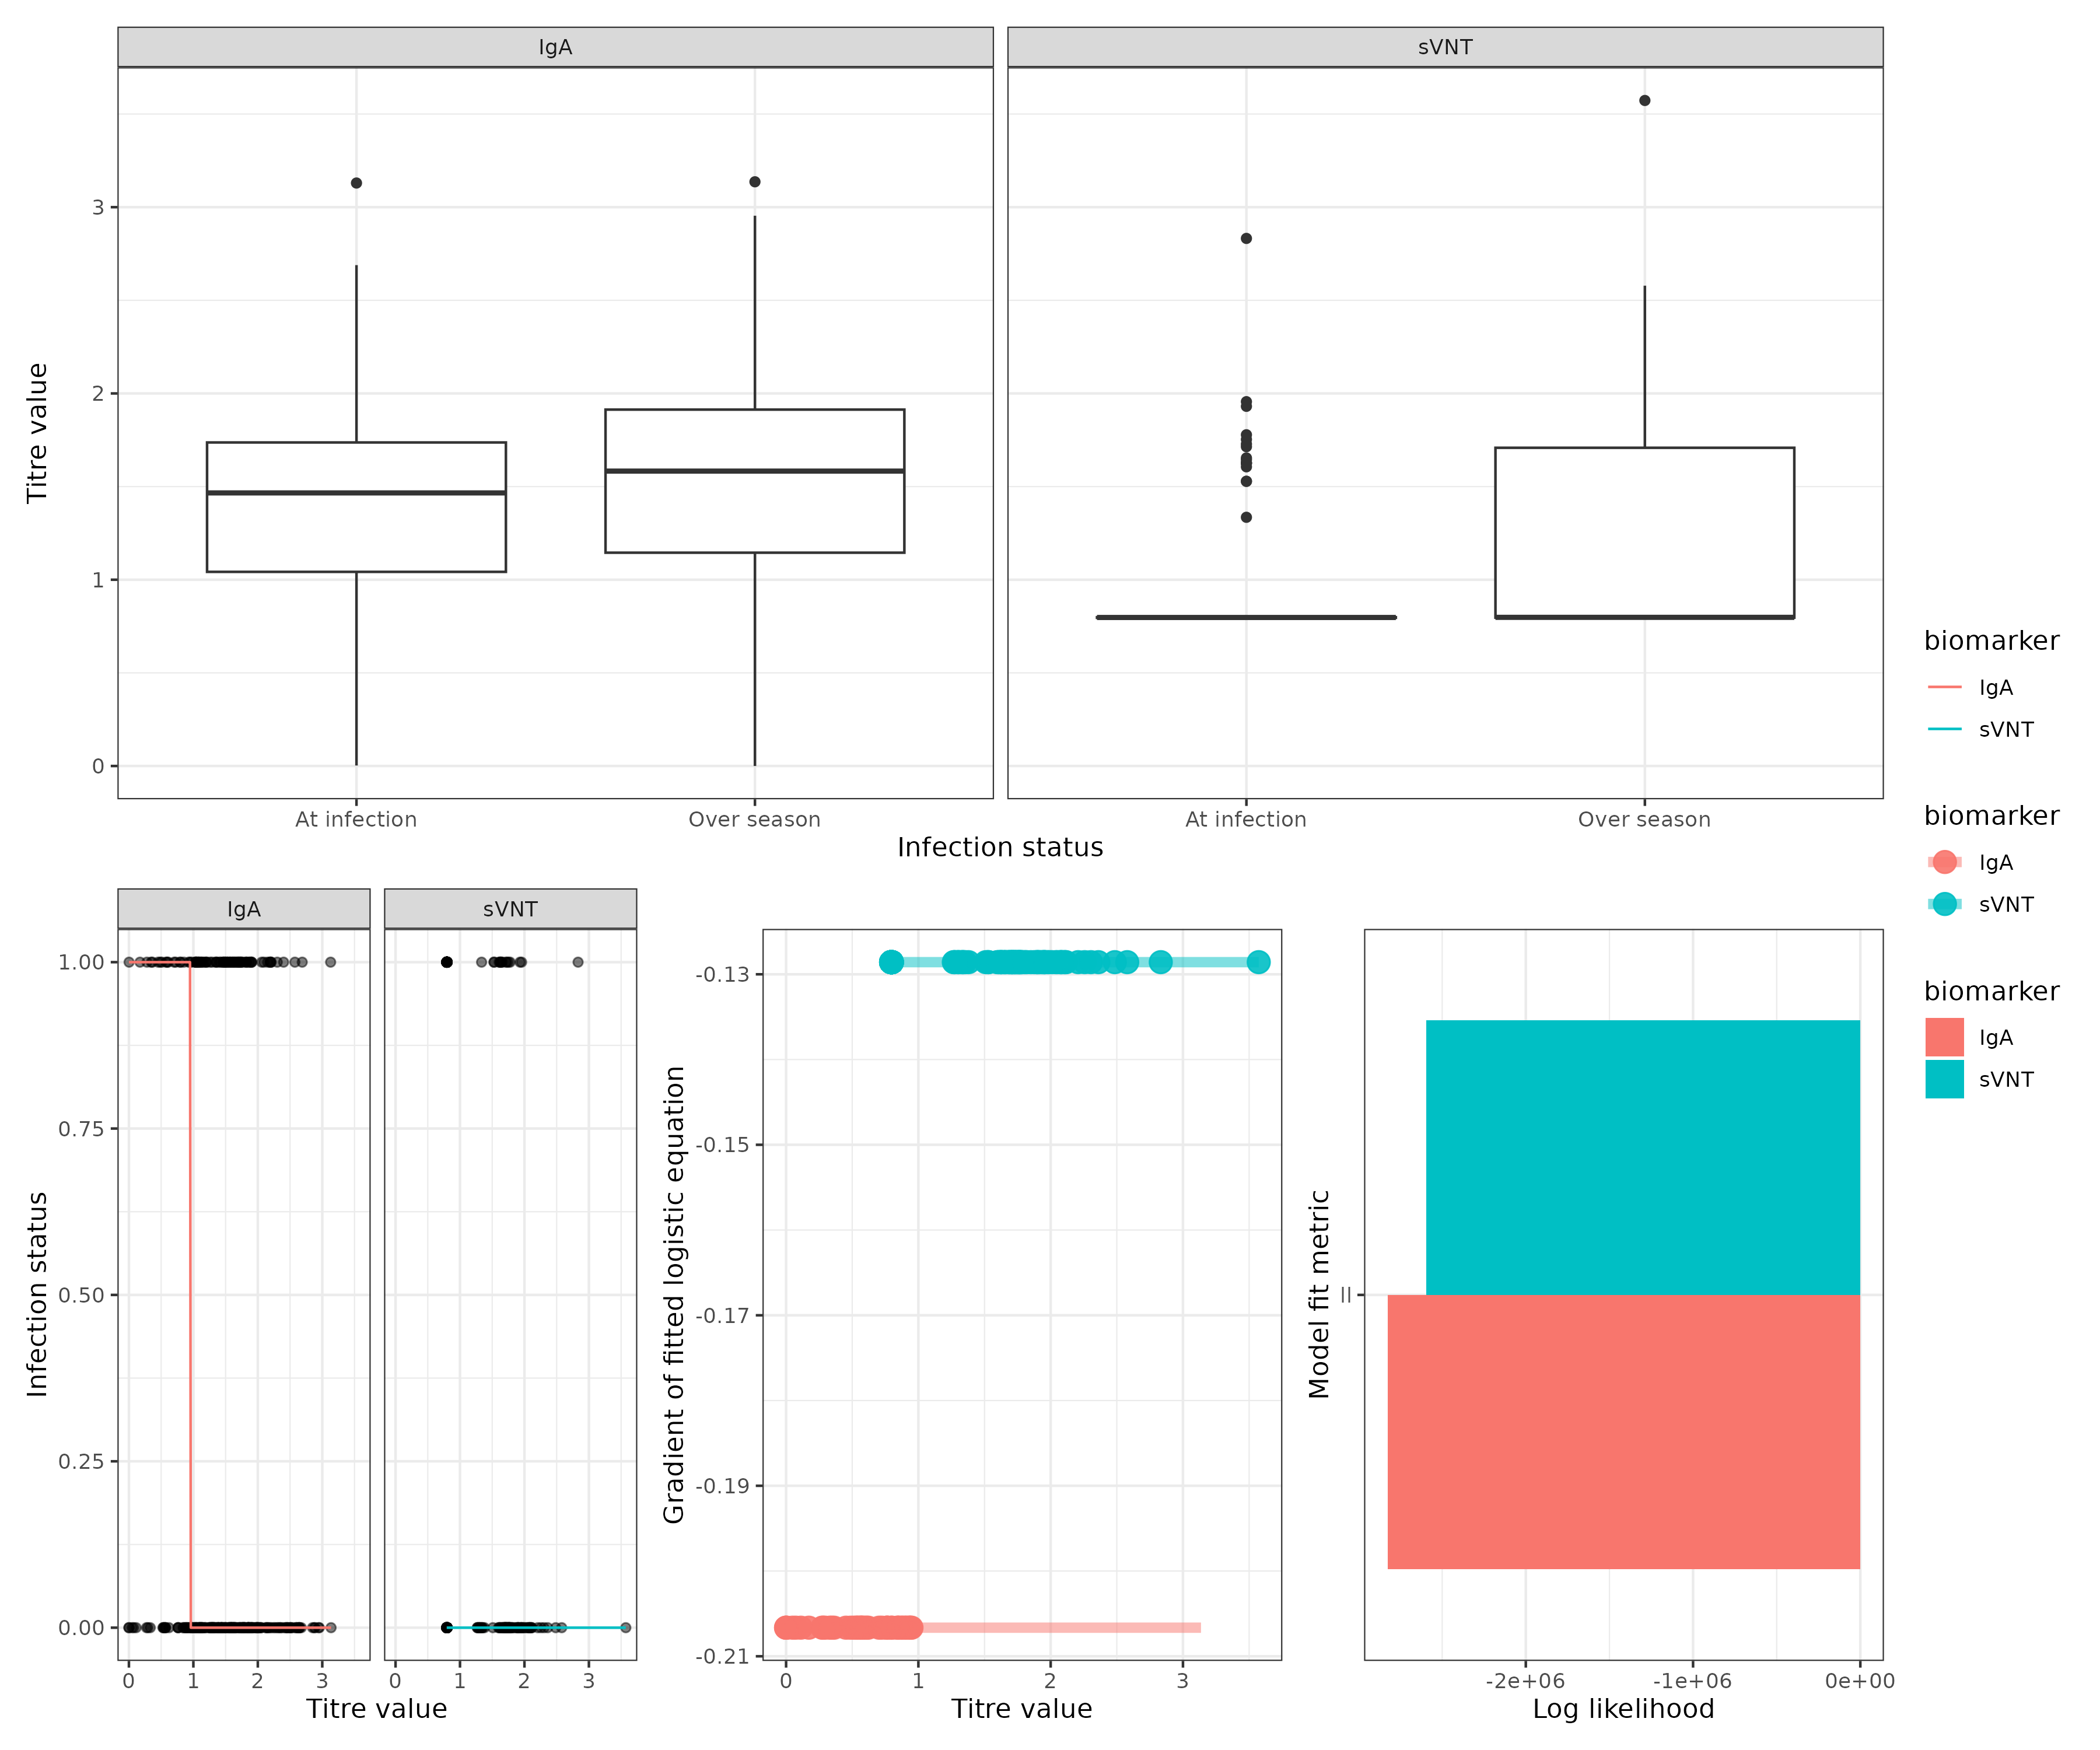 IgA
sVNT
Titre value
3
2
1
0
At infection
Over season
At infection
Over season
Infection status
biomarker
IgA
sVNT
biomarker
IgA
sVNT
biomarker
IgA
sVNT
IgA
sVNT
Infection status
1.00
0.75
0.50
0.25
0.00
0 1 2 3
0 1 2 3
Titre value
Gradient of fitted logistic equation
-0.13
-0.15
-0.17
-0.19
-0.21
0 1 2 3
Titre value
Model fit metric
ll
-2e+06 -1e+06 0e+00
Log likelihood